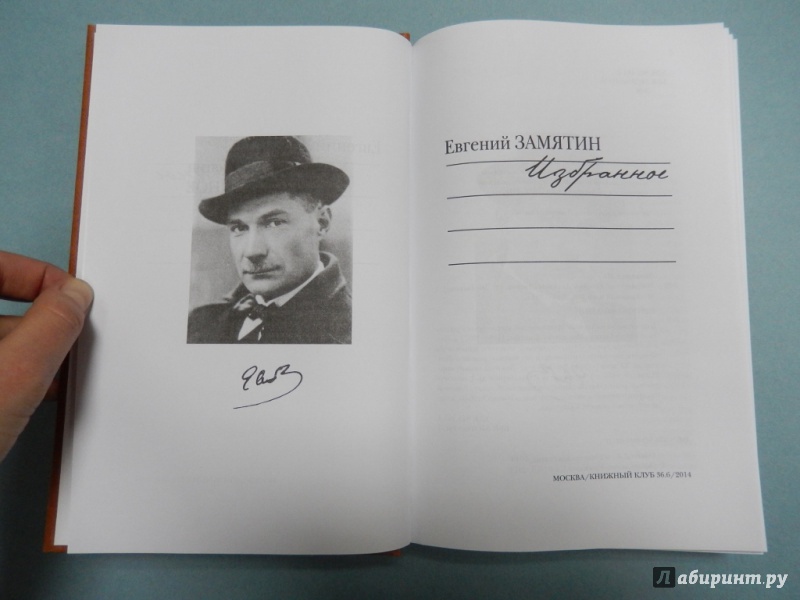 Евгений ЗАМЯТИН
Избранное
МОСКВА/КНИЖНЫЙ КЛУБ 36.6/2014
Лабиринт.ру